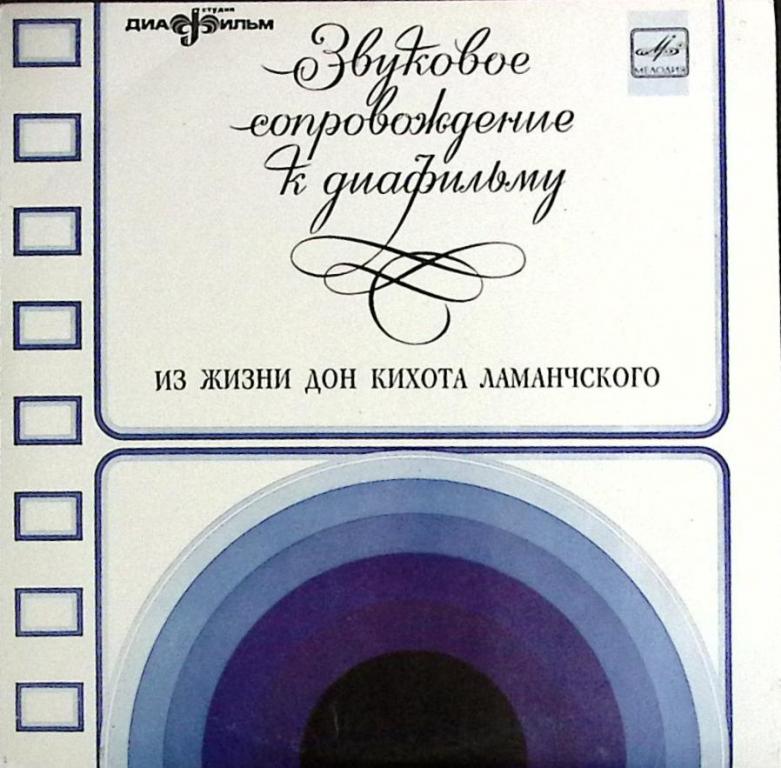 студия
ДИАФИЛЬМ
Звуковое
сопровождение
к диафильму
МЕЛОДИЯ
ИЗ ЖИЗНИ ДОН КИХОТА ЛАМАНЧСКОГО